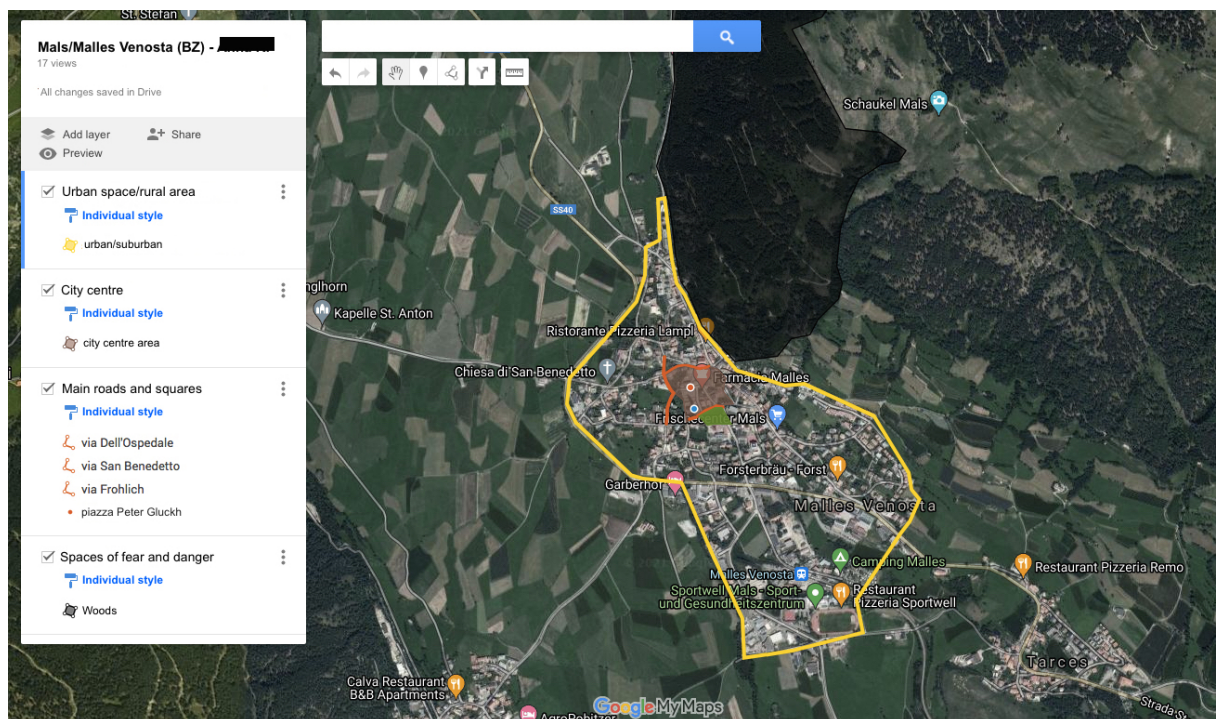 St. Stefan
Mals/Malles Venosta (BZ) -
17 views
All changes saved in Drive
Add layer
Share
Preview
Urban space/rural area
Individual style
urban/suburban
City centre
Individual style
city centre area
Main roads and squares
Individual style
via Dell'Ospedale
via San Benedetto
via Frohlich
piazza Peter Gluckh
Spaces of fear and danger
Individual style
Woods
Schaukel Mals
SS40
nglhorn
Kapelle St. Anton
Ristorante Pizzeria Lampl
Chiesa di San Benedetto
Farmacia Malles
Frischecenter Mals
Forsterbräu - Forst
Garberhof
Malles Venosta
Camping Malles
Malles Venosta
Restaurant Pizzeria Remo
Sportwell Mals - Sport-
und Gesundheitszentrum
Restaurant
Pizzeria Sportwell
Tarces
Calva Restaurant
B&B Apartments
Google My Maps
AgroRobitzer
Strada S